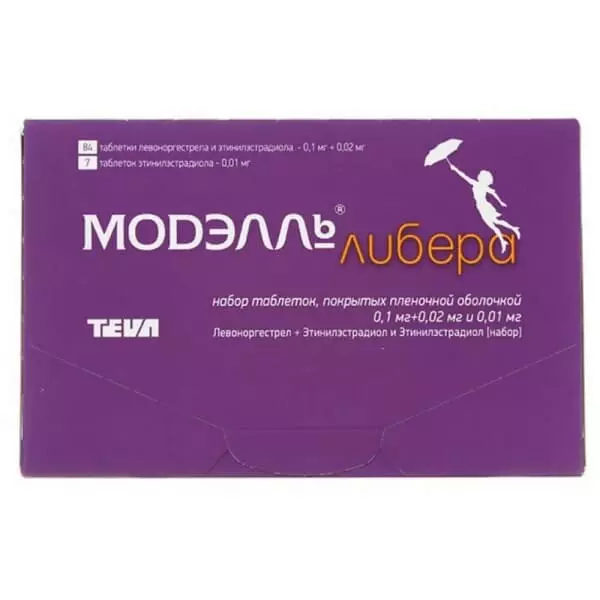 84 таблетки левоноргестрела и этинилэстрадиола - 0,1 мг + 0,02 мг
7 таблеток этинилэстрадиола - 0,01 мг
МОДЭЛЛЬ®
либера
набор таблеток, покрытых пленочной оболочкой
0,1 мг+0,02 мг и 0,01 мг
TEVA
Левоноргестрел + Этинилэстрадиол и Этинилэстрадиол [набор]